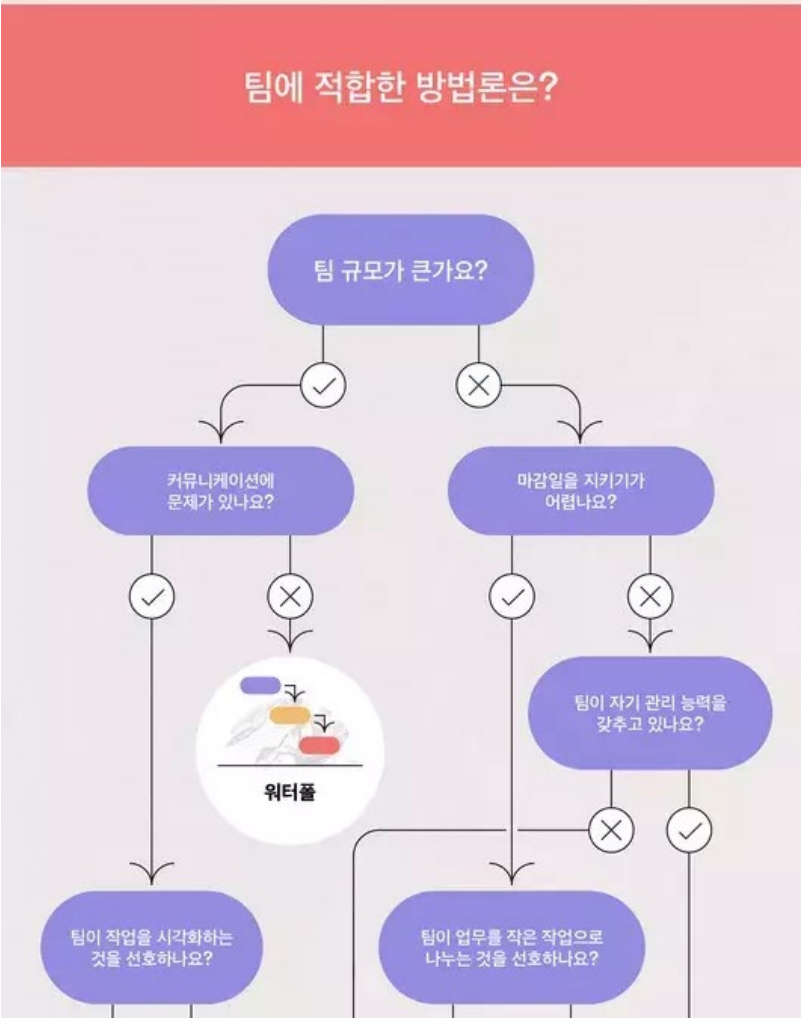 팀에 적합한 방법론은?
팀 규모가 큰가요?
커뮤니케이션에
문제가 있나요?
마감일을 지키기가
어렵나요?
팀이 자기 관리 능력을
갖추고 있나요?
워터폴
팀이 작업을 시각화하는
것을 선호하나요?
팀이 업무를 작은 작업으로
나누는 것을 선호하나요?